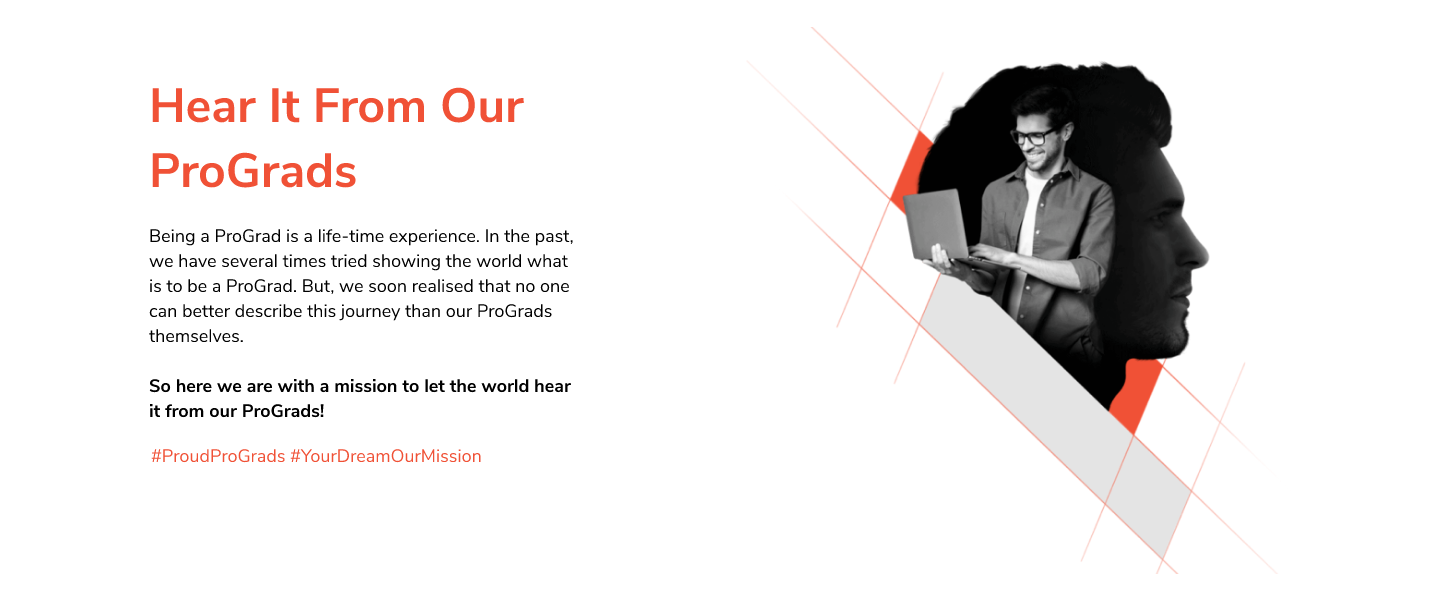 Hear It From Our
ProGrads
Being a ProGrad is a life-time experience. In the past,
we have several times tried showing the world what
is to be a ProGrad. But, we soon realised that no one
can better describe this journey than our ProGrads
themselves.
So here we are with a mission to let the world hear
it from our ProGrads!
#ProudProGrads #YourDreamOurMission